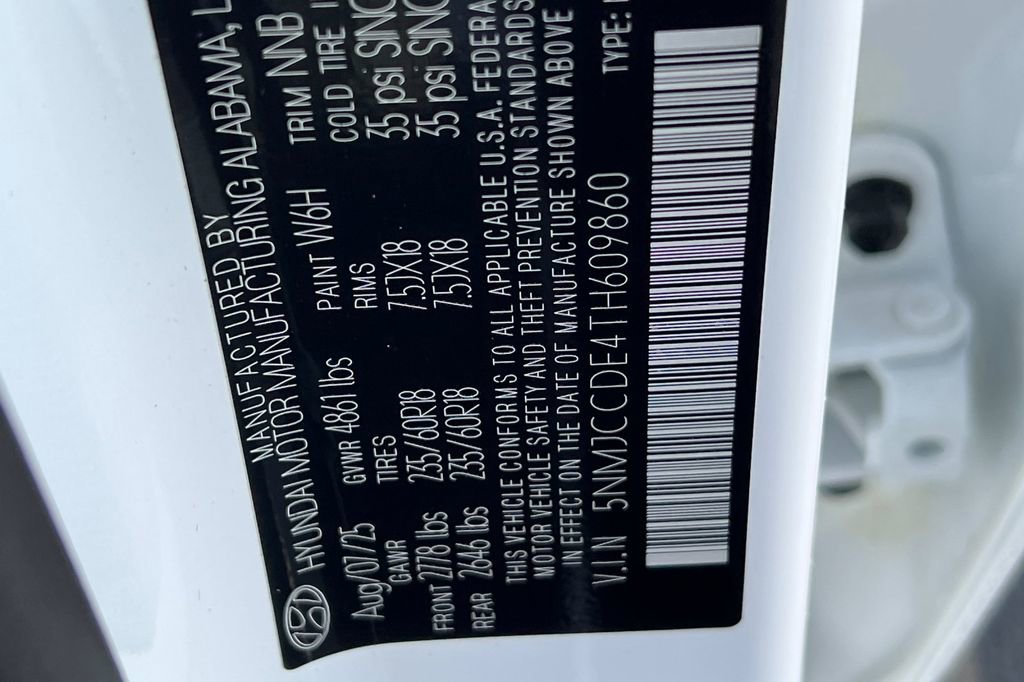 MANUFACTURED BY
HYUNDAI MOTOR MANUFACTURING ALABAMA, L
Aug/07/25 GVWR 4861 lbs PAINT W6H TRIM NNB
GAWR TIRES RIMS COLD TIRE I
FRONT 2778 lbs 235/60R18 7.5JX18 35 psi SINC
REAR 2646 lbs 235/60R18 7.5JX18 35 psi SINC
THIS VEHICLE CONFORMS TO ALL APPLICABLE U.S.A. FEDERA
MOTOR VEHICLE SAFETY AND THEFT PREVENTION STANDARDS
IN EFFECT ON THE DATE OF MANUFACTURE SHOWN ABOVE
V.I.N 5NMJCCDE4TH609860 TYPE: